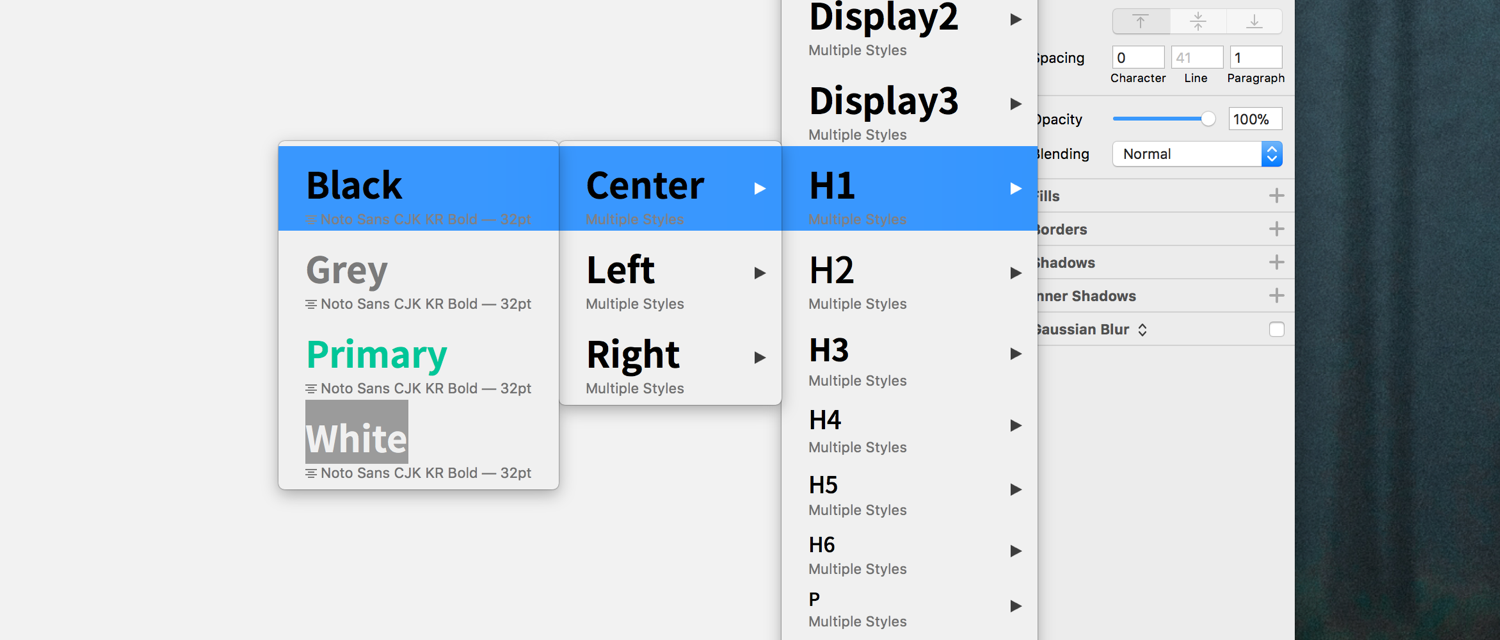 Black
Noto Sans CJK KR Bold — 32pt
Grey
Noto Sans CJK KR Bold — 32pt
Primary
Noto Sans CJK KR Bold — 32pt
White
Noto Sans CJK KR Bold — 32pt
Center
Multiple Styles
Left
Multiple Styles
Right
Multiple Styles
Display2
Multiple Styles
Display3
Multiple Styles
H1
Multiple Styles
H2
Multiple Styles
H3
Multiple Styles
H4
Multiple Styles
H5
Multiple Styles
H6
Multiple Styles
P
Multiple Styles
Spacing 0 41 1
Character Line Paragraph
Opacity 100%
Blending Normal
Fills
Borders
Shadows
Inner Shadows
Gaussian Blur